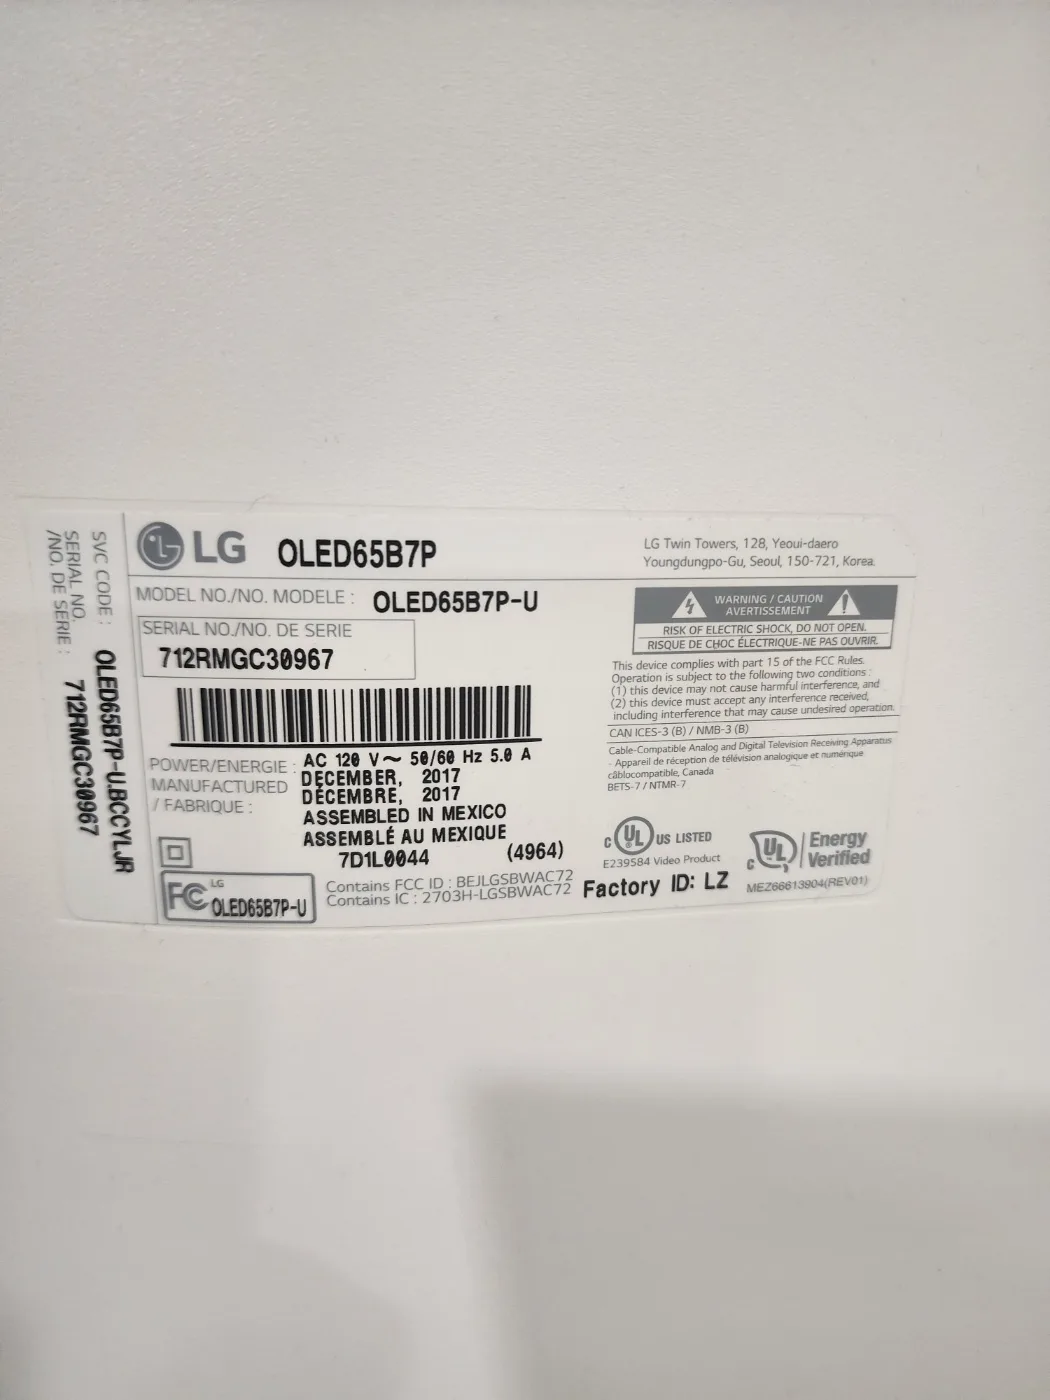 LG OLED65B7P
LG Twin Towers, 128, Yeoui-daero
Youngdungpo-Gu, Seoul, 150-721, Korea.
MODEL NO./NO. MODELE : OLED65B7P-U
SERIAL NO./NO. DE SERIE
712RMGC30967
POWER/ENERGIE : AC 120 V~ 50/60 Hz 5.0 A
MANUFACTURED DECEMBER, 2017
/ FABRIQUE : DÉCEMBRE, 2017
ASSEMBLED IN MEXICO
ASSEMBLÉ AU MEXIQUE
7D1L0044 (4964)
FC LG
OLED65B7P-U
Contains FCC ID : BEJLGSBWAC72
Contains IC : 2703H-LGSBWAC72
WARNING / CAUTION
AVERTISSEMENT
RISK OF ELECTRIC SHOCK, DO NOT OPEN.
RISQUE DE CHOC ÉLECTRIQUE-NE PAS OUVRIR.
This device complies with part 15 of the FCC Rules.
Operation is subject to the following two conditions :
(1) this device may not cause harmful interference, and
(2) this device must accept any interference received,
including interference that may cause undesired operation.
CAN ICES-3 (B) / NMB-3 (B)
Cable-Compatible Analog and Digital Television Receiving Apparatus
- Appareil de réception de télévision analogique et numérique
câblocompatible, Canada
BETS-7 / NTMR-7
C UL ® US LISTED
E239584 Video Product
C UL Energy
Verified
Factory ID: LZ
MEZ66613904(REV01)
SVC CODE : OLED65B7P-U.BCCYLJR
SERIAL NO.
/NO. DE SERIE : 712RMGC30967